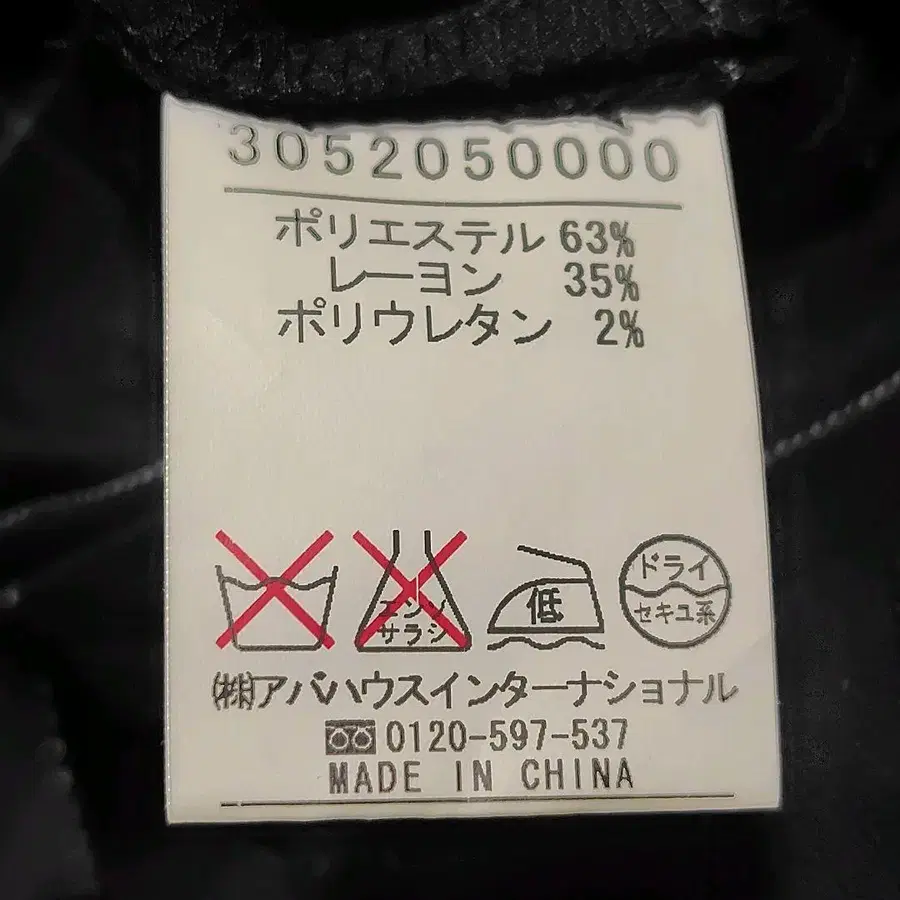 3052050000
ポリエステル 63%
レーヨン 35%
ポリウレタン 2%
エンソ
サラシ
低
ドライ
セキユ系
㈱アバハウスインターナショナル
0120-597-537
MADE IN CHINA